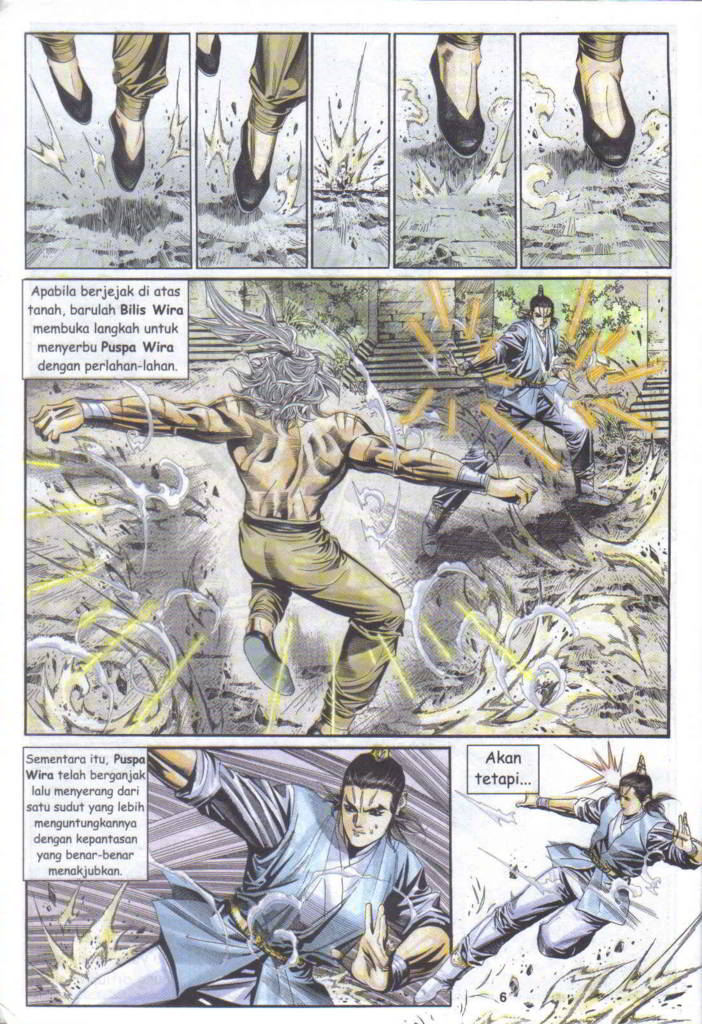 Apabila berjejak di atas
tanah, barulah Bilis Wira
membuka langkah untuk
menyerbu Puspa Wira
dengan perlahan-lahan.
Sementara itu, Puspa
Wira telah berganjak
lalu menyerang dari
satu sudut yang lebih
menguntungkannya
dengan kepantasan
yang benar-benar
menakjubkan.
Akan
tetapi...
6